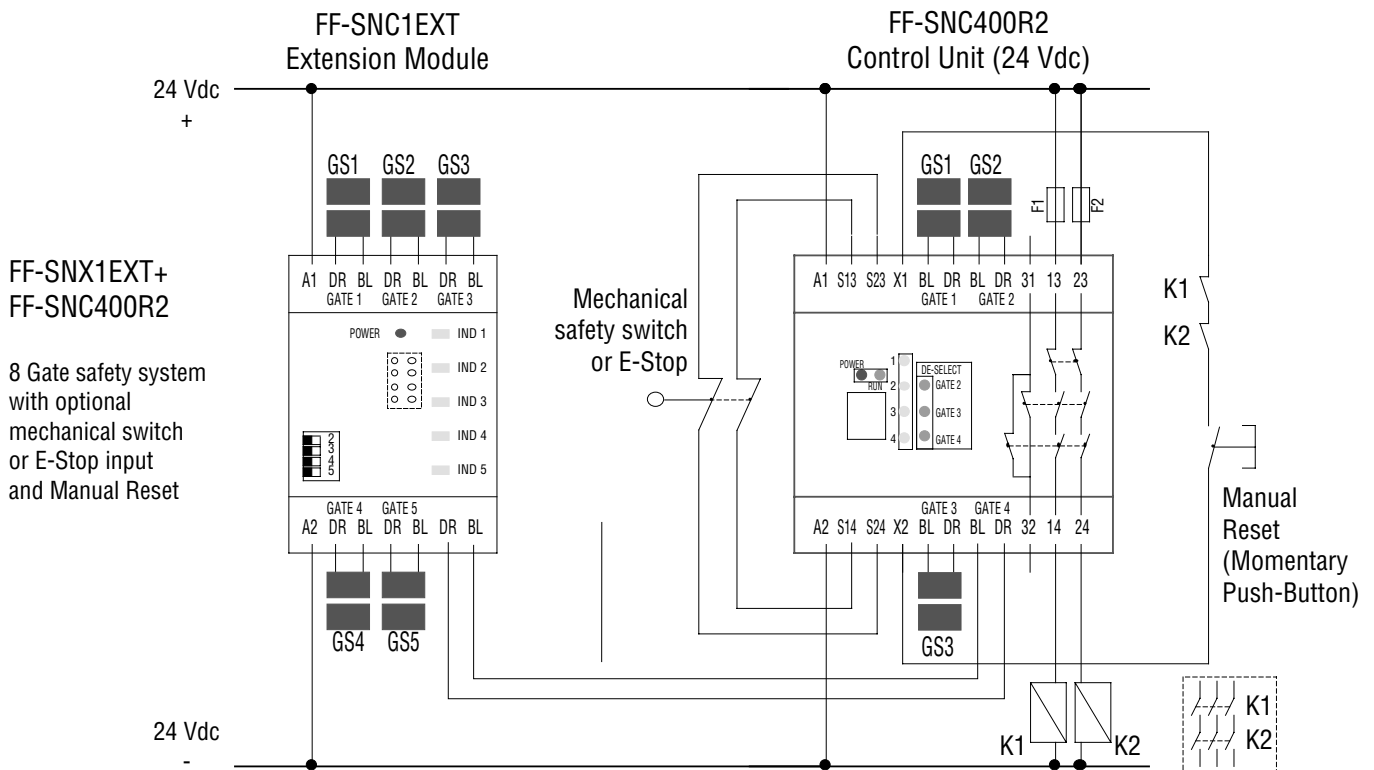 FF-SNC1EXT
Extension Module
FF-SNC400R2
Control Unit (24 Vdc)
24 Vdc
+
GS1 GS2 GS3
GS1 GS2
F1 F2
FF-SNX1EXT+
FF-SNC400R2
8 Gate safety system
with optional
mechanical switch
or E-Stop input
and Manual Reset
A1 DR BL DR BL DR BL
GATE 1 GATE 2 GATE 3
POWER
IND 1
IND 2
IND 3
IND 4
IND 5
2
3
4
5
GATE 4 GATE 5
A2 DR BL DR BL DR BL
GS4 GS5
Mechanical
safety switch
or E-Stop
A1 S13 S23 X1 BL DR BL DR 31 13 23
GATE 1 GATE 2
POWER
RUN
1
2
3
4
DE-SELECT
GATE 2
GATE 3
GATE 4
GATE 3 GATE 4
A2 S14 S24 X2 BL DR BL DR 32 14 24
GS3
K1
K2
Manual
Reset
(Momentary
Push-Button)
K1 K2
K1
K2
24 Vdc
-